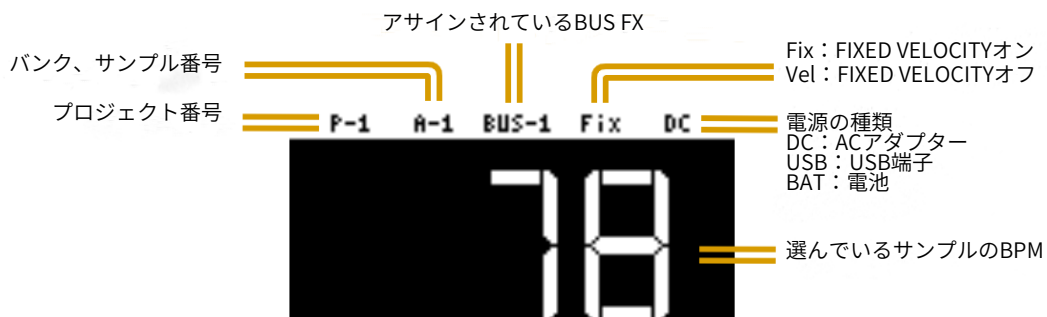 アサインされているBUS FX
バンク、サンプル番号
Fix：FIXED VELOCITYオン
Vel：FIXED VELOCITYオフ
プロジェクト番号
P-1 A-1 BUS-1 Fix DC
電源の種類
DC：ACアダプター
USB：USB端子
BAT：電池
78
選んでいるサンプルのBPM